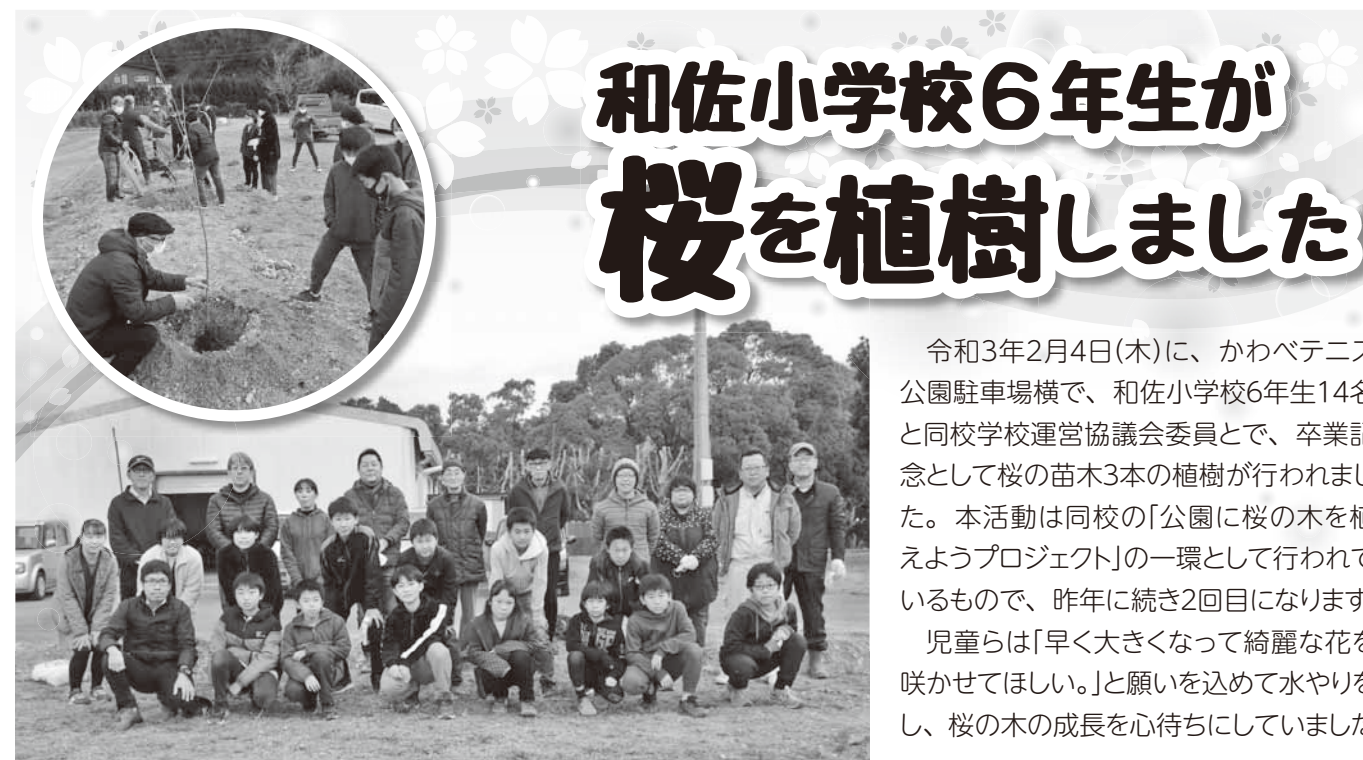 和佐小学校6年生が
桜を植樹しました
令和3年2月4日(木)に、かわべテニス
公園駐車場横で、和佐小学校6年生14名
と同校学校運営協議会委員とで、卒業記
念として桜の苗木3本の植樹が行われまし
た。本活動は同校の「公園に桜の木を植
えようプロジェクト」の一環として行われて
いるもので、昨年に続き2回目になります
児童らは「早く大きくなって綺麗な花を
咲かせてほしい。」と願いを込めて水やりを
し、桜の木の成長を心待ちにしていました